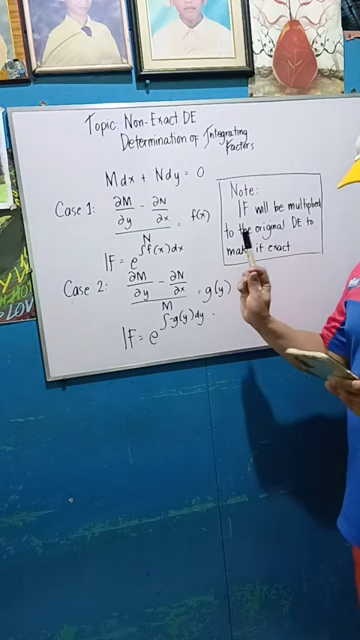 Topic: Non-Exact DE
Determination of Integrating
Factors
Mdx + Ndy = 0
Case 1: (∂M/∂y - ∂N/∂x)/N = f(x)
IF = e^∫f(x)dx
Case 2: (∂M/∂y - ∂N/∂x)/M = g(y)
IF = e^∫-g(y)dy
Note:
IF will be multiplied
to the original DE to
make it exact